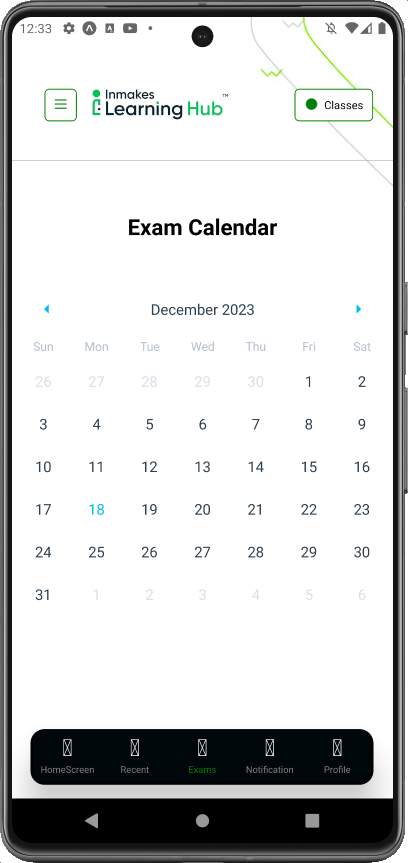 12:33
Inmakes
Learning Hub™
Classes
Exam Calendar
December 2023
Sun Mon Tue Wed Thu Fri Sat
26 27 28 29 30 1 2
3 4 5 6 7 8 9
10 11 12 13 14 15 16
17 18 19 20 21 22 23
24 25 26 27 28 29 30
31 1 2 3 4 5 6
HomeScreen Recent Exams Notification Profile